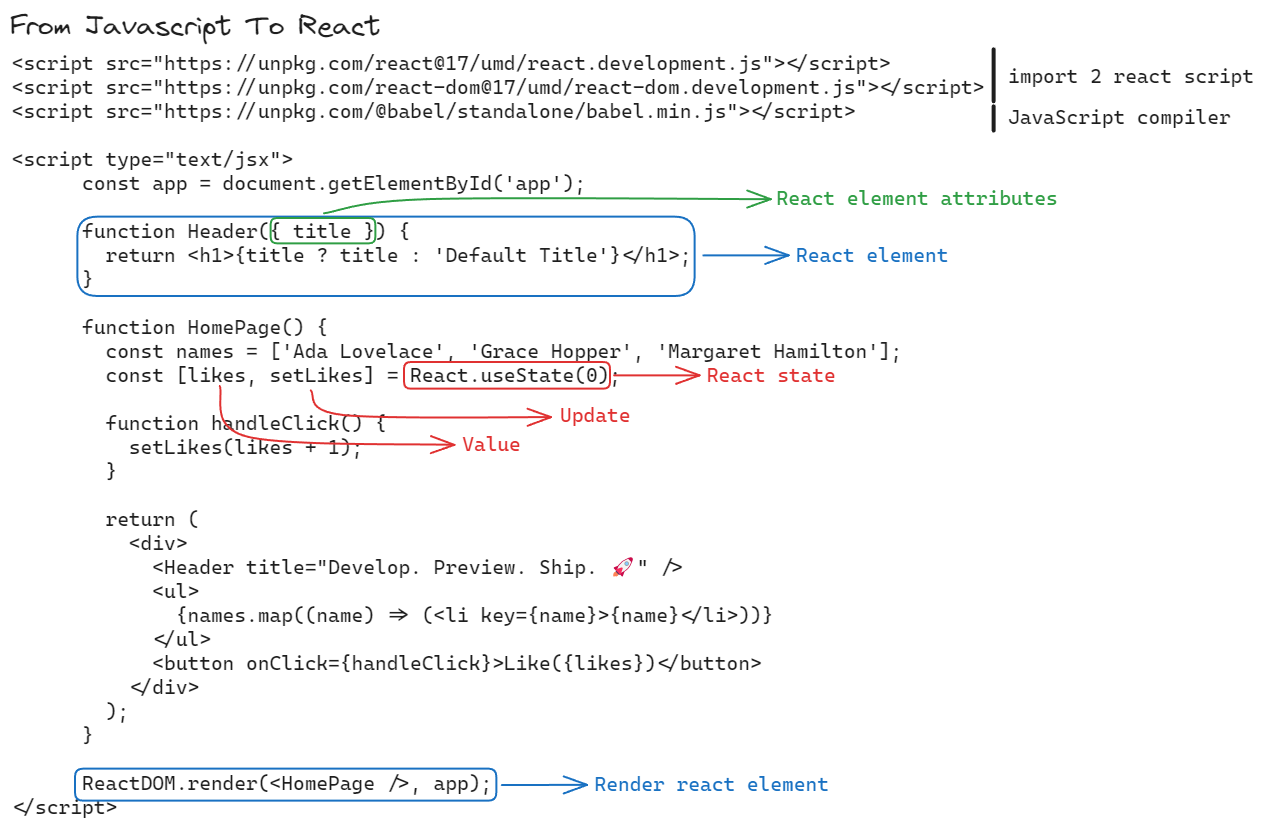 From Javascript To React
<script src="https://unpkg.com/react@17/umd/react.development.js"></script>
<script src="https://unpkg.com/react-dom@17/umd/react-dom.development.js"></script>
import 2 react script
<script src="https://unpkg.com/@babel/standalone/babel.min.js"></script>
JavaScript compiler
<script type="text/jsx">
const app = document.getElementById('app');
React element attributes
function Header({ title }) {
return <h1>{title ? title : 'Default Title'}</h1>;
React element
}
function HomePage() {
const names = ['Ada Lovelace', 'Grace Hopper', 'Margaret Hamilton'];
const [likes, setLikes] = React.useState(0);
React state
Update
function handleClick() {
Value
setLikes(likes + 1);
}
return (
<div>
<Header title="Develop. Preview. Ship. 🚀" />
<ul>
{names.map((name) => (<li key={name}>{name}</li>))}
</ul>
<button onClick={handleClick}>Like({likes})</button>
</div>
);
}
ReactDOM.render(<HomePage />, app);
Render react element
</script>